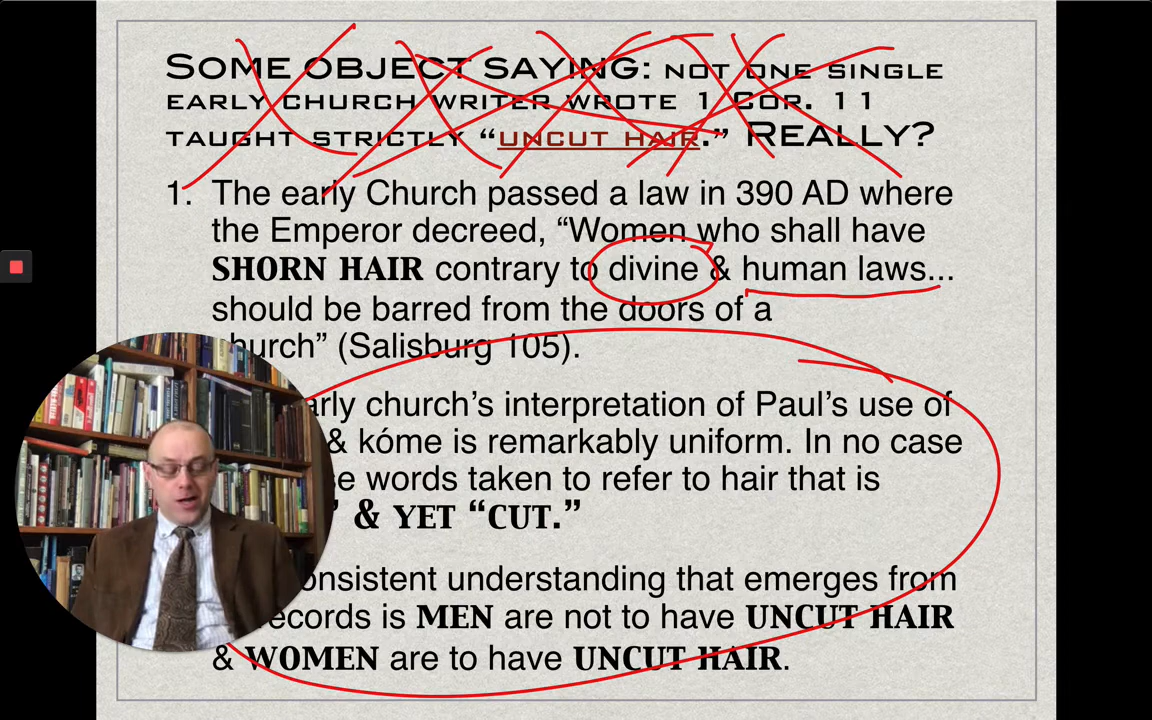 SOME OBJECT SAYING: NOT ONE SINGLE
EARLY CHURCH WRITER WROTE 1 COR. 11
TAUGHT STRICTLY “UNCUT HAIR.” REALLY?
1. The early Church passed a law in 390 AD where
the Emperor decreed, “Women who shall have
SHORN HAIR contrary to divine & human laws...
should be barred from the doors of a
church” (Salisburg 105).
early church’s interpretation of Paul’s use of
& kóme is remarkably uniform. In no case
words taken to refer to hair that is
& YET “CUT.”
consistent understanding that emerges from
records is MEN are not to have UNCUT HAIR
& WOMEN are to have UNCUT HAIR.